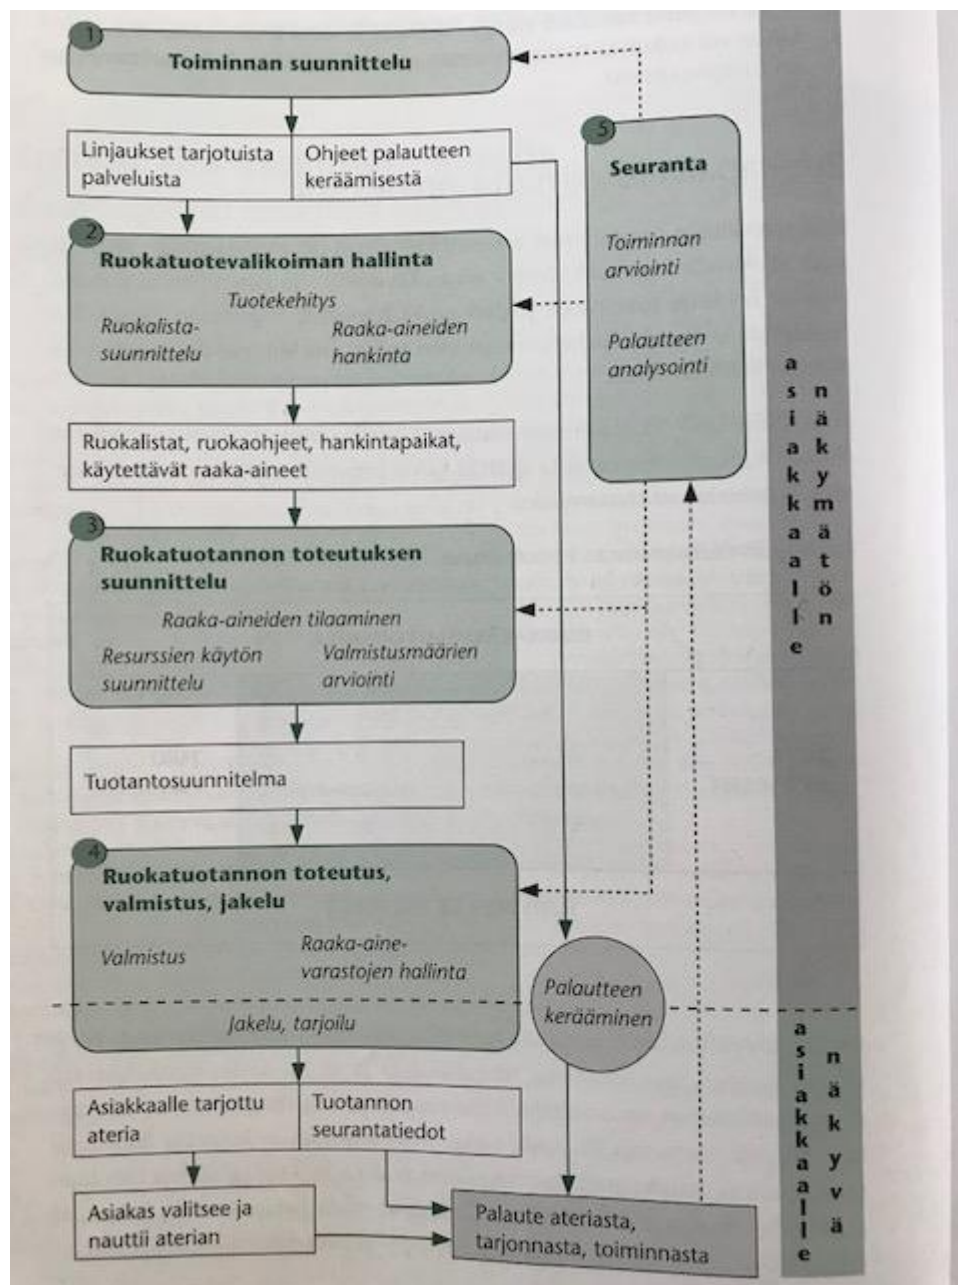 1
Toiminnan suunnittelu
Linjaukset tarjotuista
palveluista
Ohjeet palautteen
keräämisestä
5
Seuranta
Toiminnan
arviointi
Palautteen
analysointi
2
Ruokatuotevalikoiman hallinta
Tuotekehitys
Ruokalista-
suunnittelu
Raaka-aineiden
hankinta
Ruokalistat, ruokaohjeet, hankintapaikat,
käytettävät raaka-aineet
3
Ruokatuotannon toteutuksen
suunnittelu
Raaka-aineiden tilaaminen
Resurssien käytön
suunnittelu
Valmistusmäärien
arviointi
Tuotantosuunnitelma
4
Ruokatuotannon toteutus,
valmistus, jakelu
Valmistus
Raaka-aine-
varastojen hallinta
Jakelu, tarjoilu
Palautteen
kerääminen
Asiakkaalle tarjottu
ateria
Tuotannon
seurantatiedot
Asiakas valitsee ja
nauttii aterian
Palaute ateriasta,
tarjonnasta, toiminnasta
asiakkaalle
näkymätön
asiakkaalle
näkyvä